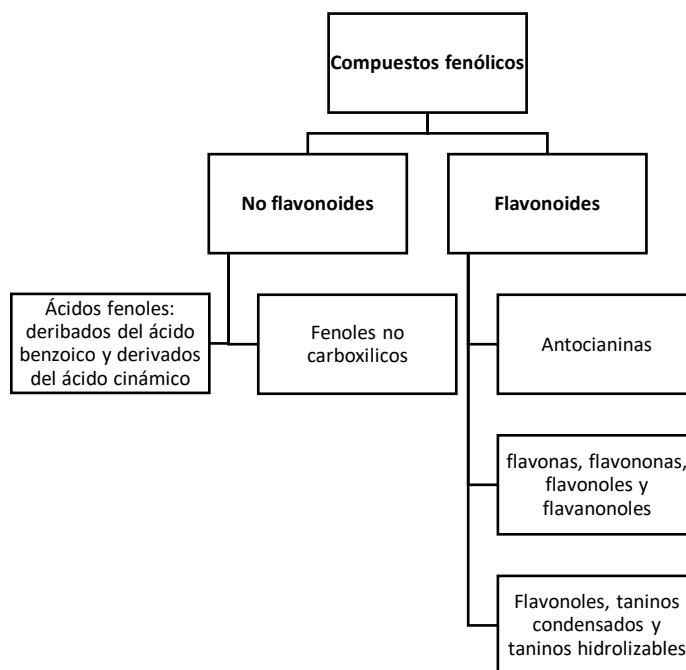 Compuestos fenólicos
No flavonoides
Flavonoides
Ácidos fenoles:
deribados del ácido
benzoico y derivados
del ácido cinámico
Fenoles no
carboxilicos
Antocianinas
flavonas, flavononas,
flavonoles y
flavanonoles
Flavonoles, taninos
condensados y
taninos hidrolizables